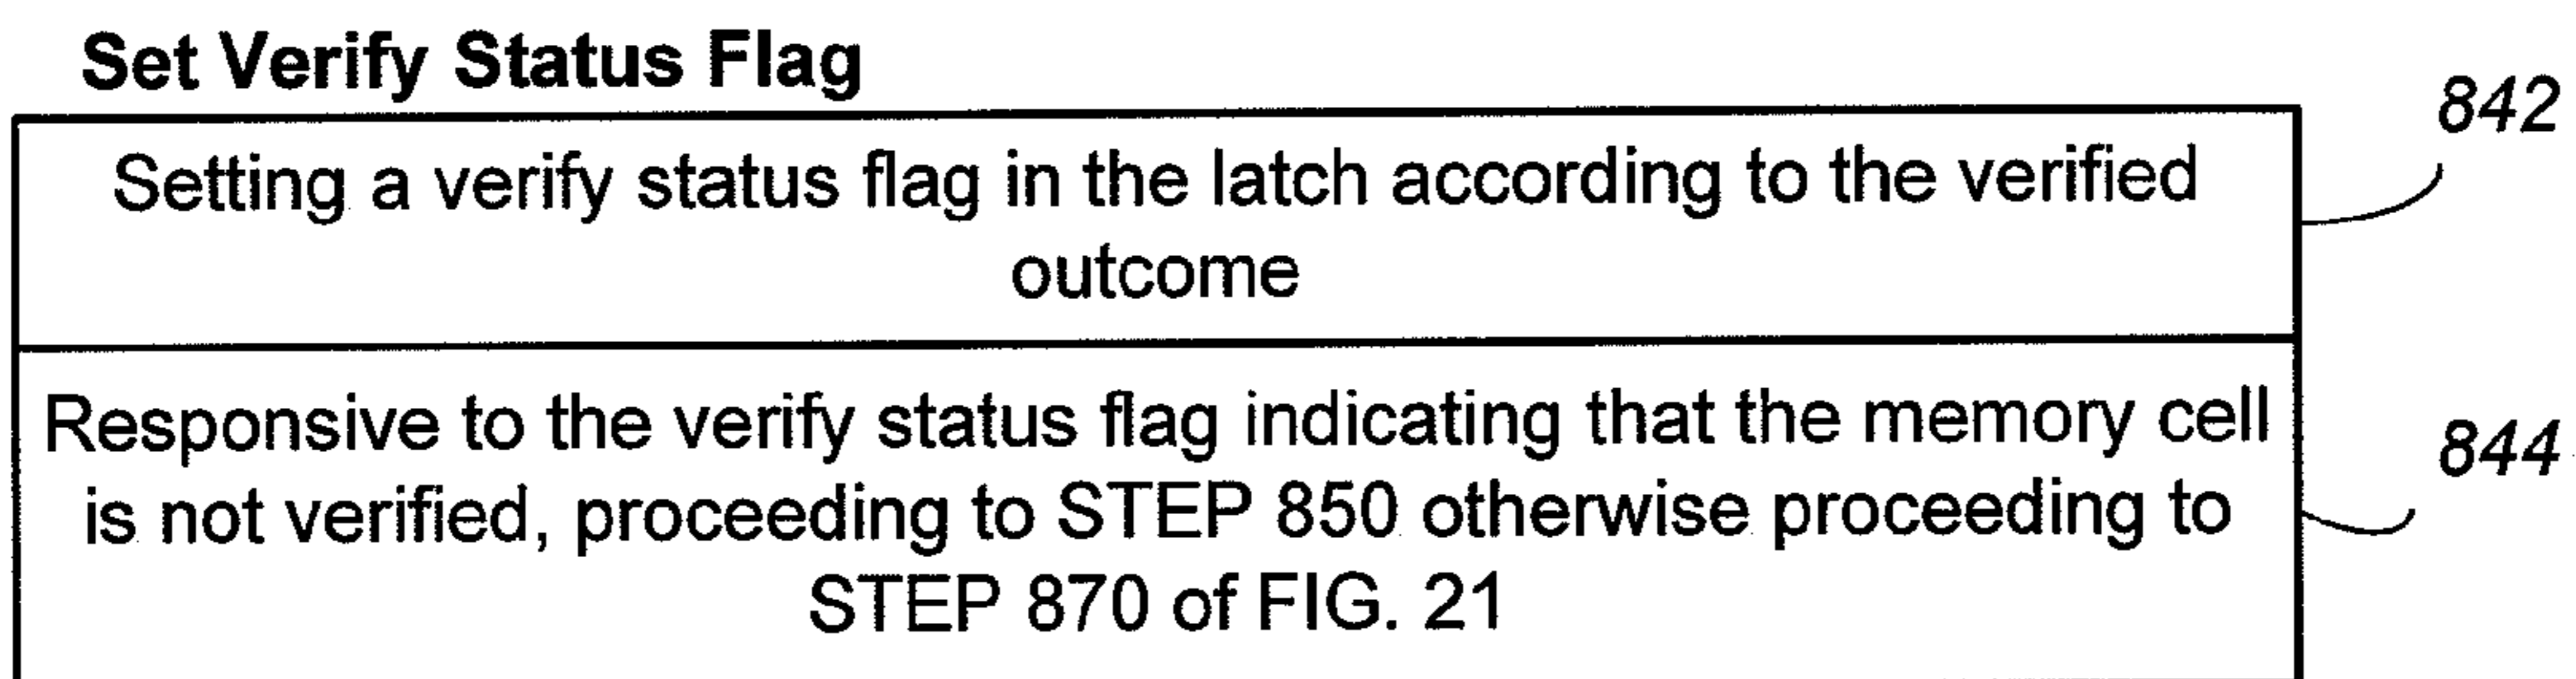 Set Verify Status Flag
842
Setting a verify status flag in the latch according to the verified
outcome
Responsive to the verify status flag indicating that the memory cell
844
is not verified, proceeding to STEP 850 otherwise proceeding to
STEP 870 of FIG. 21